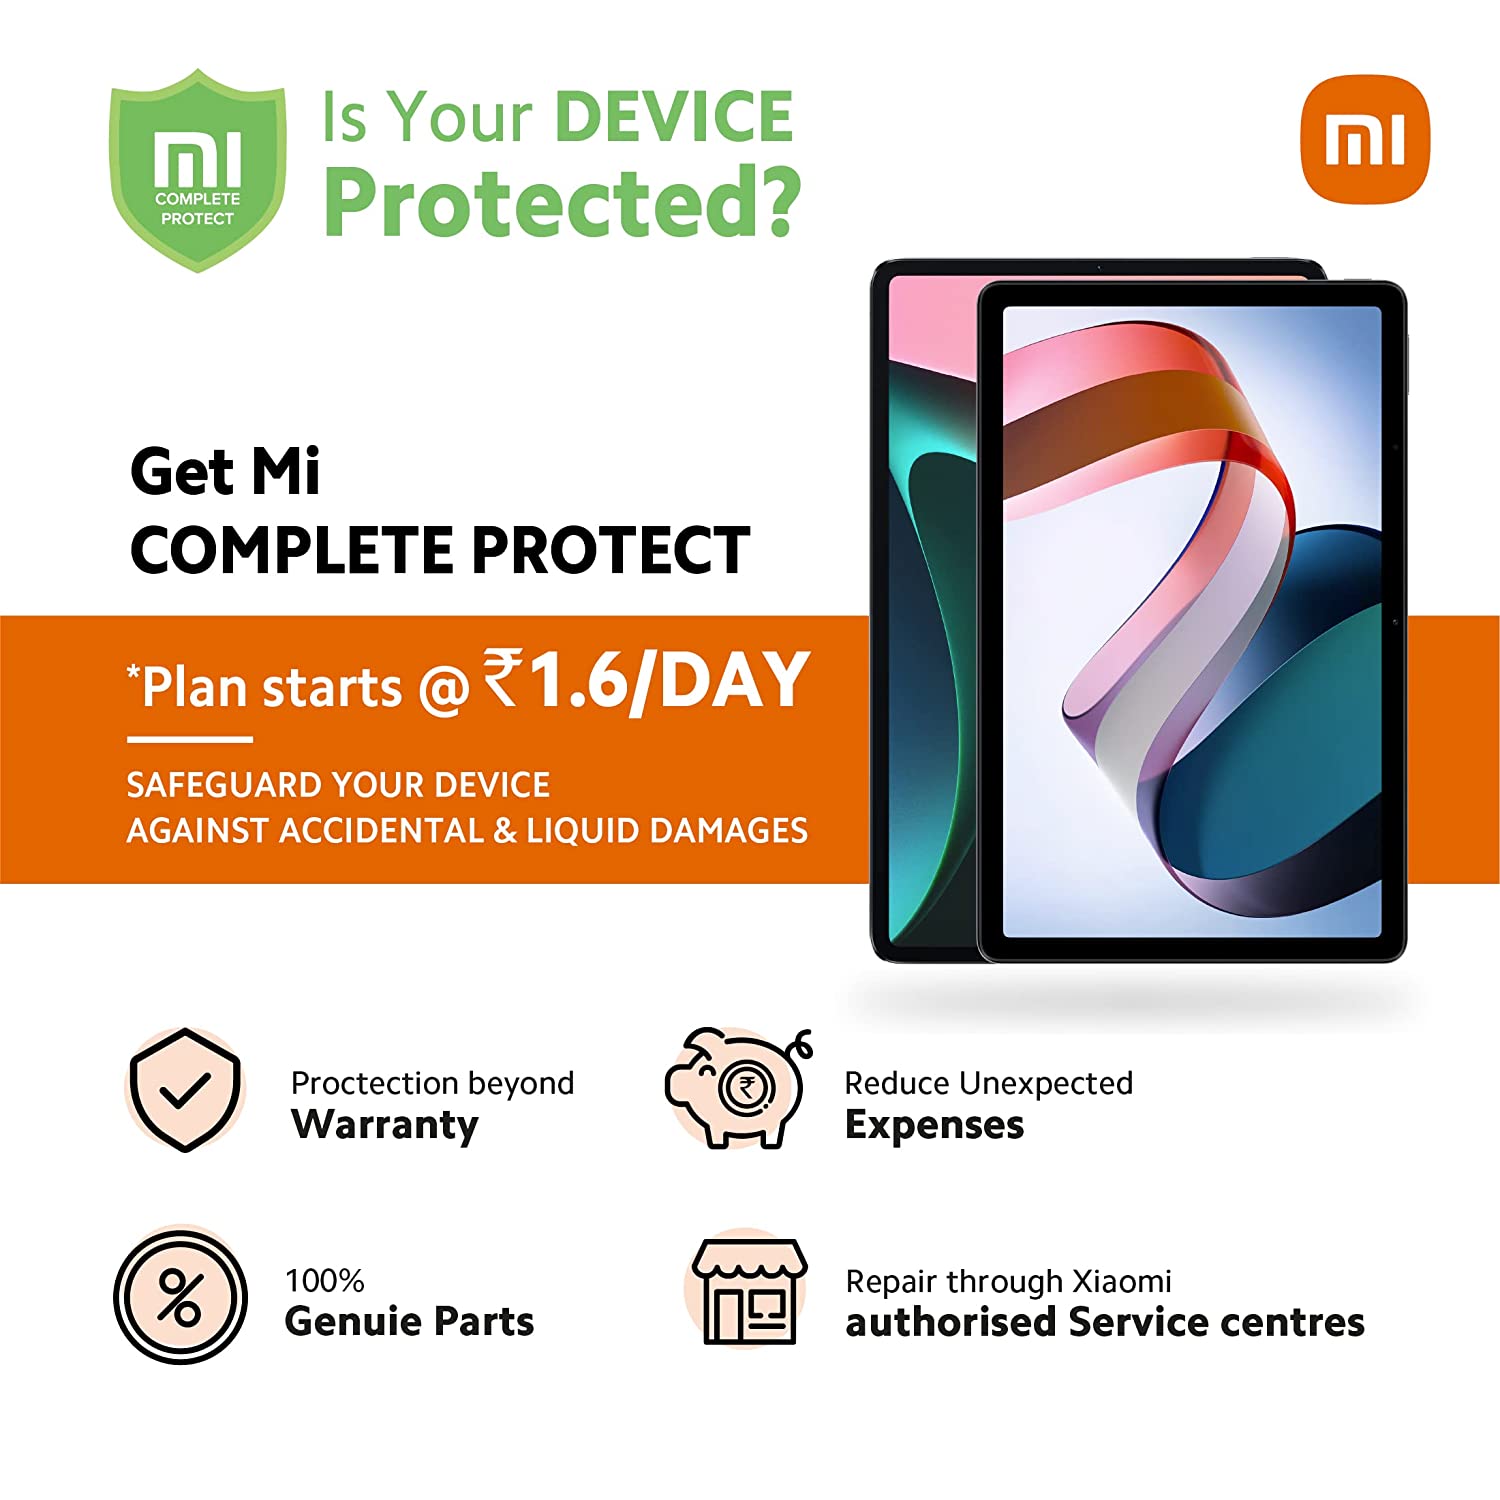 mi
COMPLETE
PROTECT
Is Your DEVICE
Protected?
mi
Get Mi
COMPLETE PROTECT
*Plan starts @ ₹1.6/DAY
SAFEGUARD YOUR DEVICE
AGAINST ACCIDENTAL & LIQUID DAMAGES
Proctection beyond
Warranty
₹
Reduce Unexpected
Expenses
%
100%
Genuie Parts
Repair through Xiaomi
authorised Service centres